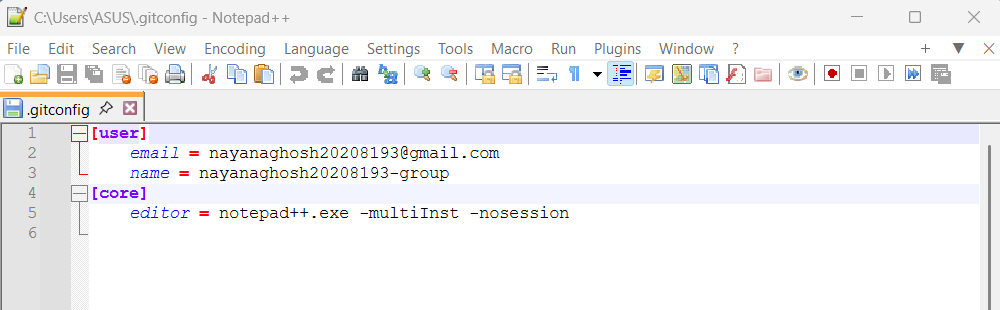 C:\Users\ASUS\.gitconfig - Notepad++
File Edit Search View Encoding Language Settings Tools Macro Run Plugins Window ?
.gitconfig
1 [user]
2 email = nayanaghosh20208193@gmail.com
3 name = nayanaghosh20208193-group
4 [core]
5 editor = notepad++.exe -multiInst -nosession
6